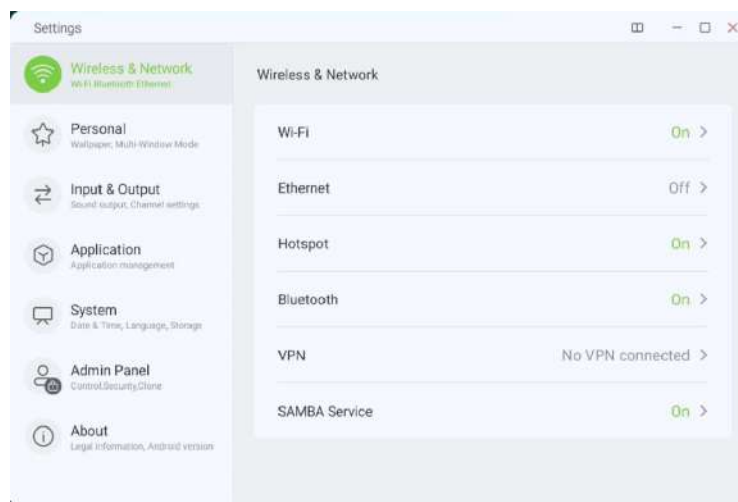 Settings
Wireless & Network
Wi-Fi Bluetooth Ethernet
Personal
Wallpaper, Multi-Window Mode
Input & Output
Sound output, Channel settings
Application
Application management
System
Date & Time, Language, Storage
Admin Panel
Control,Security,Clone
About
Legal information, Android version
Wireless & Network
Wi-Fi On
Ethernet Off
Hotspot On
Bluetooth On
VPN No VPN connected
SAMBA Service On